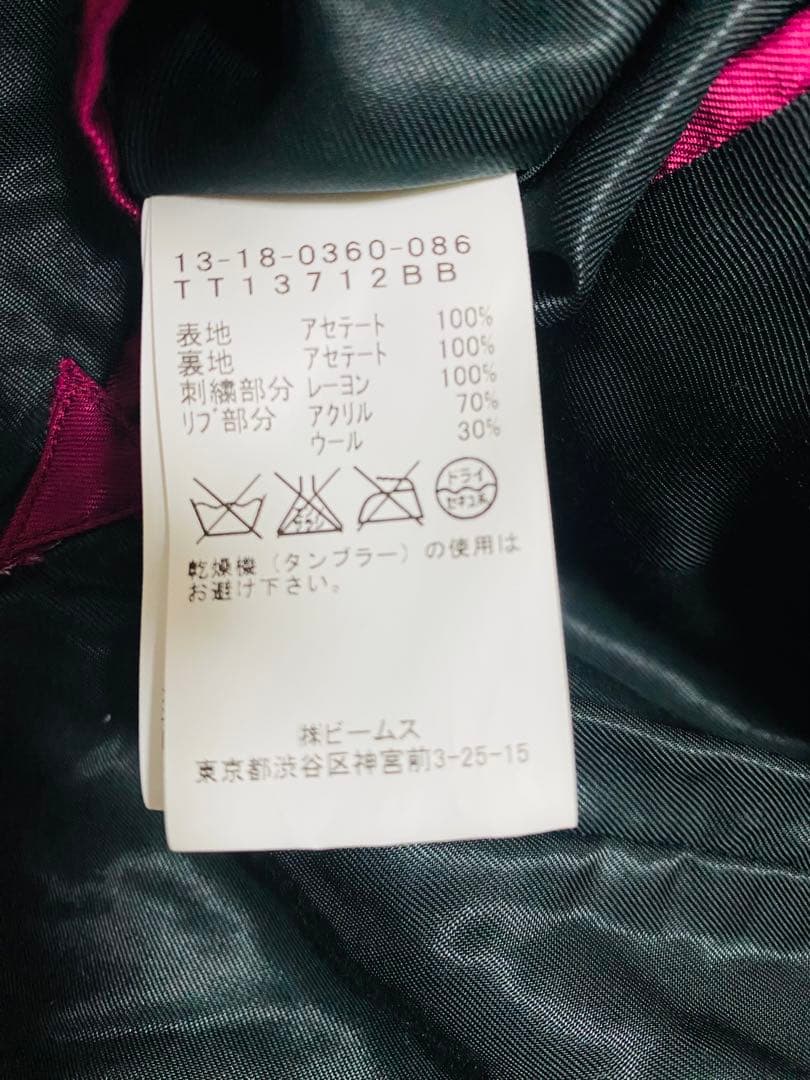 13-18-0360-086
TT13712BB
表地 アセテート 100%
裏地 アセテート 100%
刺繍部分 レーヨン 100%
リブ部分 アクリル 70%
ウール 30%
ドライ
セキユ系
乾燥機(タンブラー)の使用は
お避け下さい。
㈱ビームス
東京都渋谷区神宮前3-25-15